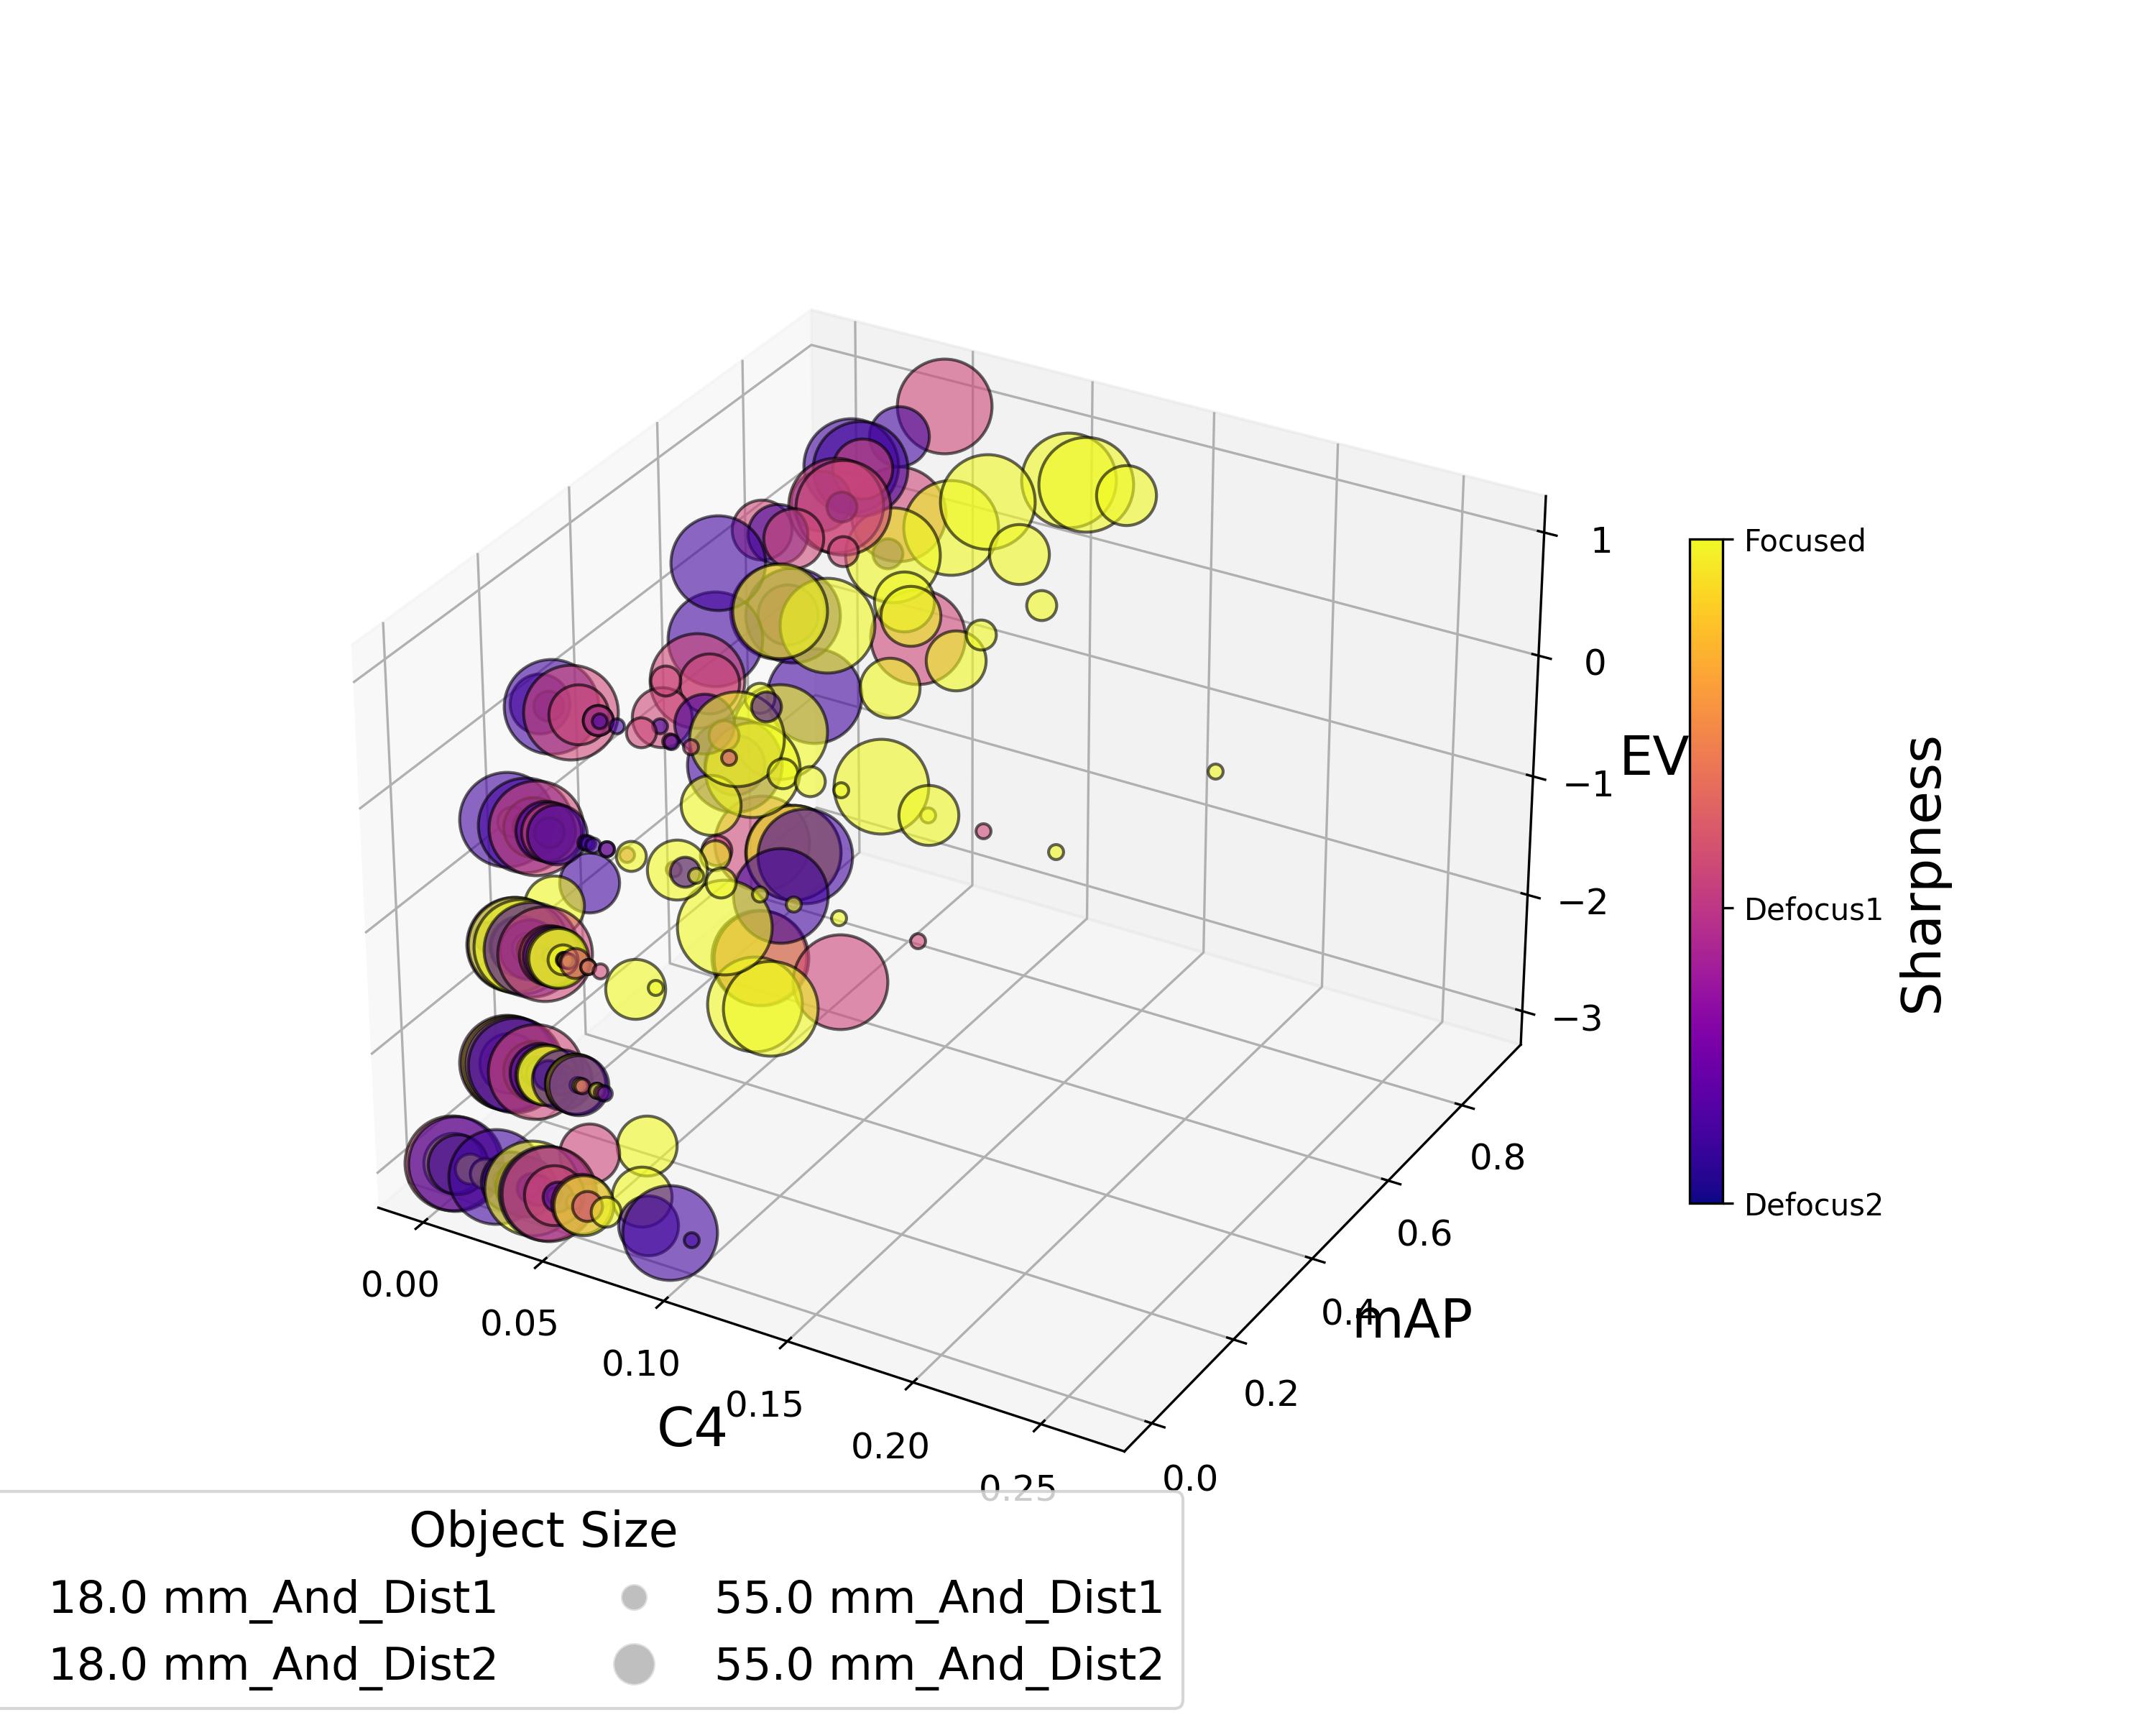 1
0
−1
−2
−3
EV
0.8
0.6
0.4
0.2
0.0
mAP
0.00
0.05
0.10
0.15
0.20
0.25
C4
Focused
Defocus1
Defocus2
Sharpness
Object Size
18.0 mm_And_Dist1
55.0 mm_And_Dist1
18.0 mm_And_Dist2
55.0 mm_And_Dist2